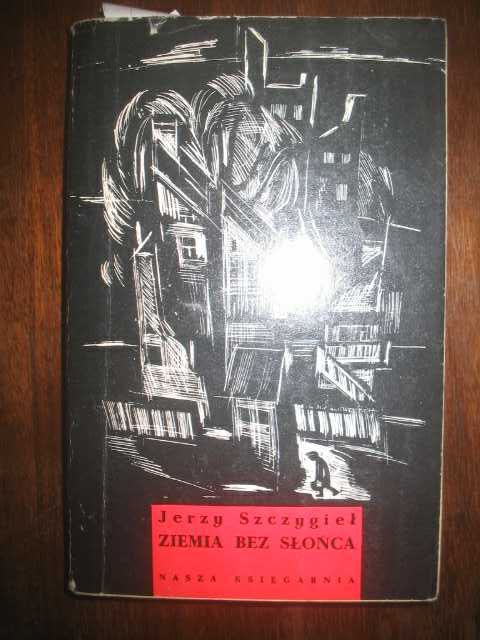 Jerzy Szczygieł
ZIEMIA BEZ SŁOŃCA
NASZA KSIĘGARNIA